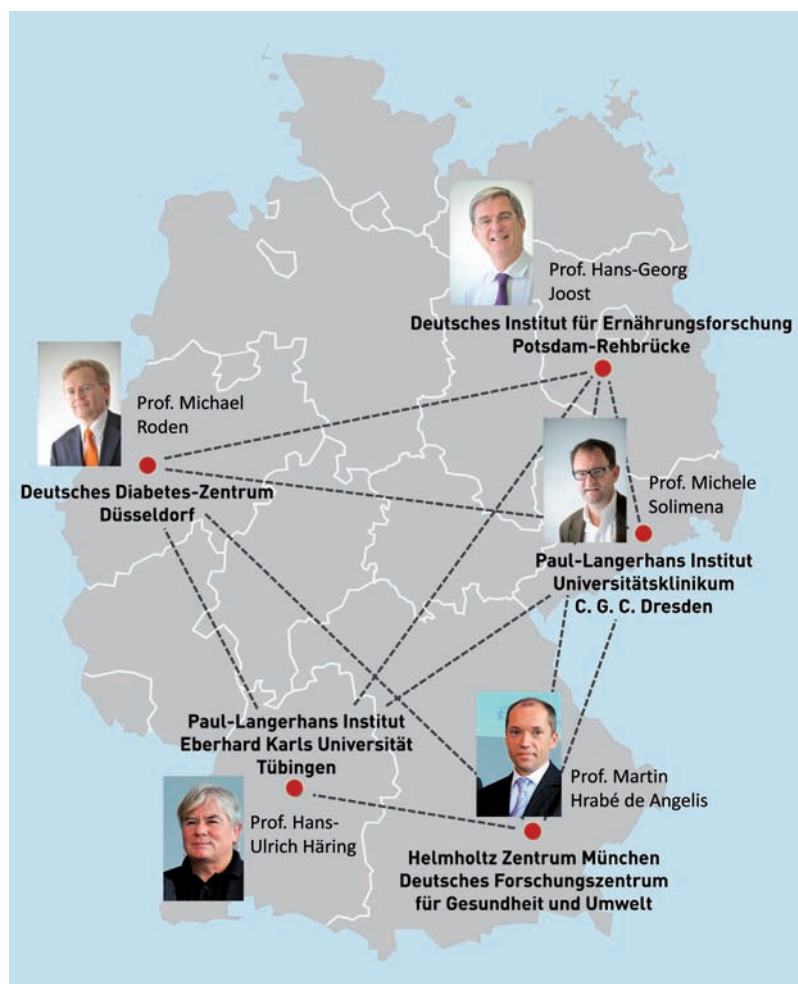 Prof. Hans-Georg
Joost
Deutsches Institut für Ernährungsforschung
Potsdam-Rehbrücke
Prof. Michael
Roden
Deutsches Diabetes-Zentrum
Düsseldorf
Prof. Michele
Solimena
Paul-Langerhans Institut
Universitätsklinikum
C. G. C. Dresden
Paul-Langerhans Institut
Eberhard Karls Universität
Tübingen
Prof. Hans-
Ulrich Häring
Prof. Martin
Hrabé de Angelis
Helmholtz Zentrum München
Deutsches Forschungszentrum
für Gesundheit und Umwelt